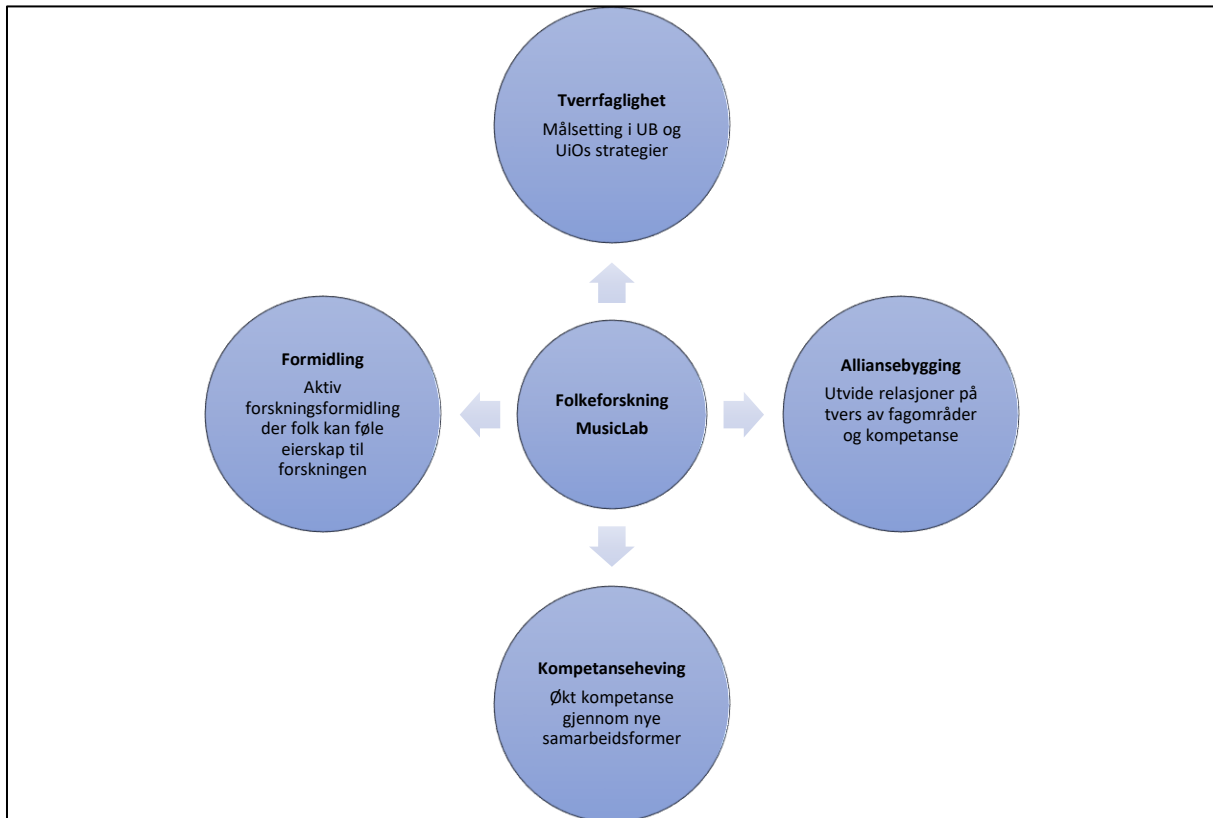 Tverrfaglighet
Målsetting i UB og
UiOs strategier
Formidling
Aktiv
forskningsformidling
der folk kan føle
eierskap til
forskningen
Folkeforskning
MusicLab
Alliansebygging
Utvide relasjoner på
tvers av fagområder
og kompetanse
Kompetanseheving
Økt kompetanse
gjennom nye
samarbeidsformer